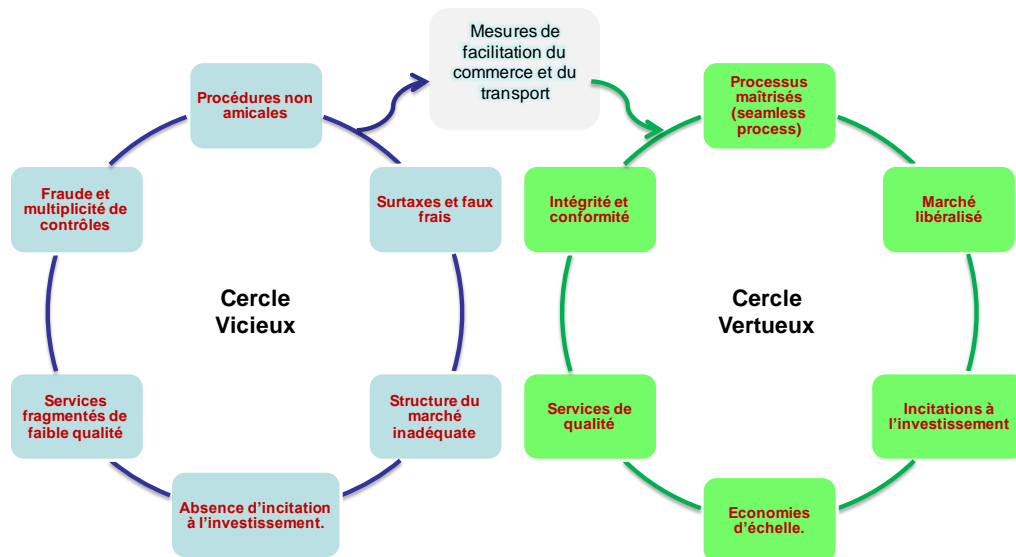 Mesures de
facilitation du
commerce et du
transport
Procédures non
amicales
Surtaxes et faux
frais
Structure du
marché
inadéquate
Absence d’incitation
à l’investissement.
Services
fragmentés de
faible qualité
Fraude et
multiplicité de
contrôles
Cercle
Vicieux
Processus
maîtrisés
(seamless
process)
Marché
libéralisé
Incitations à
l’investissement
Economies
d’échelle.
Services de
qualité
Intégrité et
conformité
Cercle
Vertueux